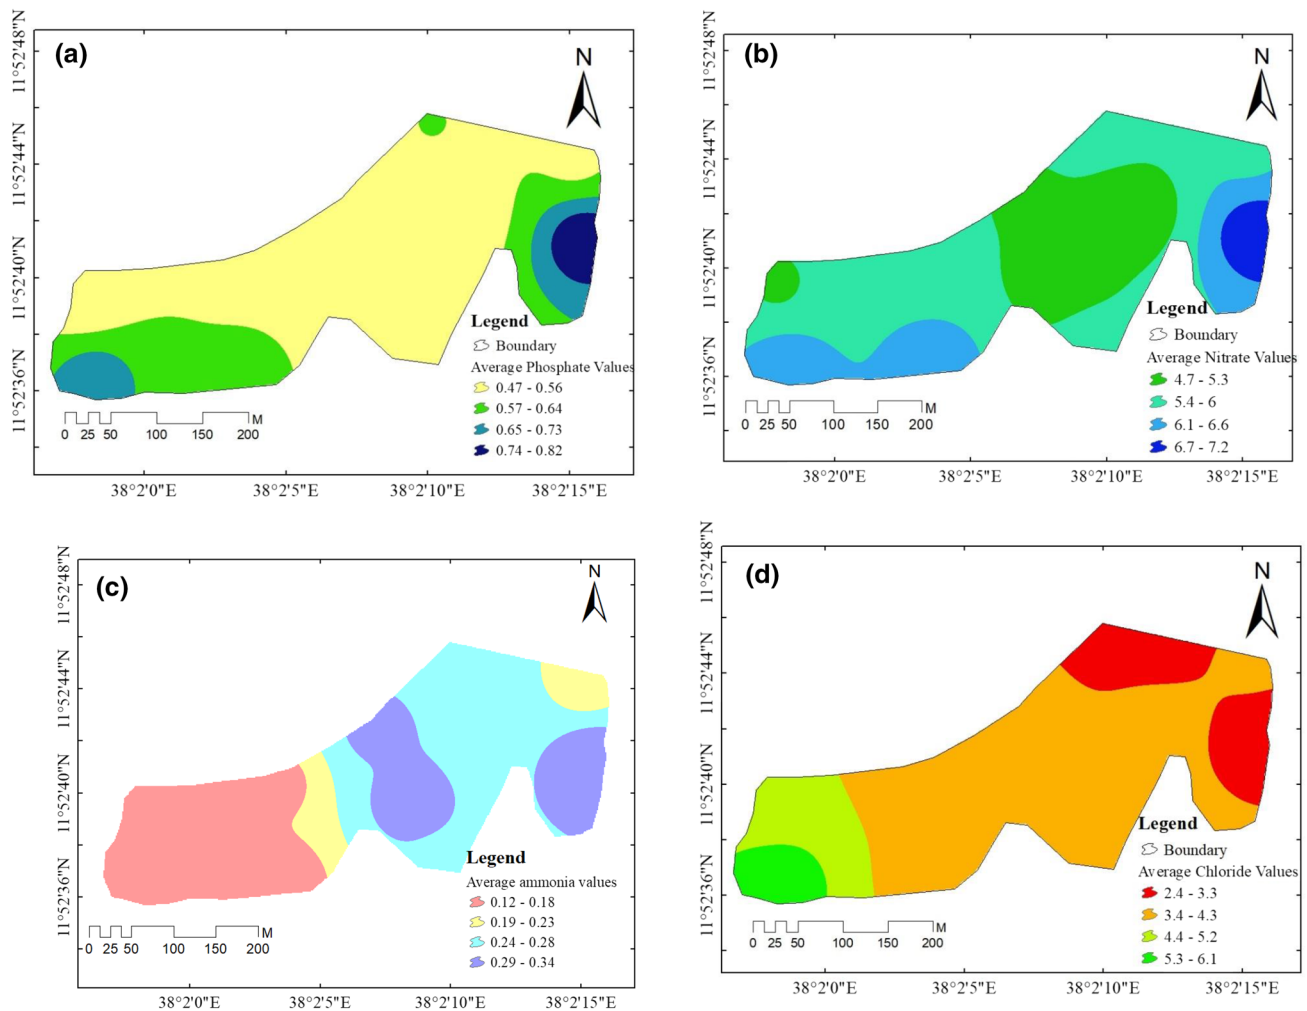 (a)
N
11°52'48"N
11°52'44"N
11°52'40"N
11°52'36"N
Legend
Boundary
Average Phosphate Values
0.47 - 0.56
0.57 - 0.64
0.65 - 0.73
0.74 - 0.82
0 25 50 100 150 200 M
38°2'0"E 38°2'5"E 38°2'10"E 38°2'15"E
(b)
N
11°52'48"N
11°52'44"N
11°52'40"N
11°52'36"N
Legend
Boundary
Average Nitrate Values
4.7 - 5.3
5.4 - 6
6.1 - 6.6
6.7 - 7.2
0 25 50 100 150 200 M
38°2'0"E 38°2'5"E 38°2'10"E 38°2'15"E
(c)
N
11°52'48"N
11°52'44"N
11°52'40"N
11°52'36"N
Legend
Average ammonia values
0.12 - 0.18
0.19 - 0.23
0.24 - 0.28
0.29 - 0.34
0 25 50 100 150 200 M
38°2'0"E 38°2'5"E 38°2'10"E 38°2'15"E
(d)
N
11°52'48"N
11°52'44"N
11°52'40"N
11°52'36"N
Legend
Boundary
Average Chloride Values
2.4 - 3.3
3.4 - 4.3
4.4 - 5.2
5.3 - 6.1
0 25 50 100 150 200 M
38°2'0"E 38°2'5"E 38°2'10"E 38°2'15"E